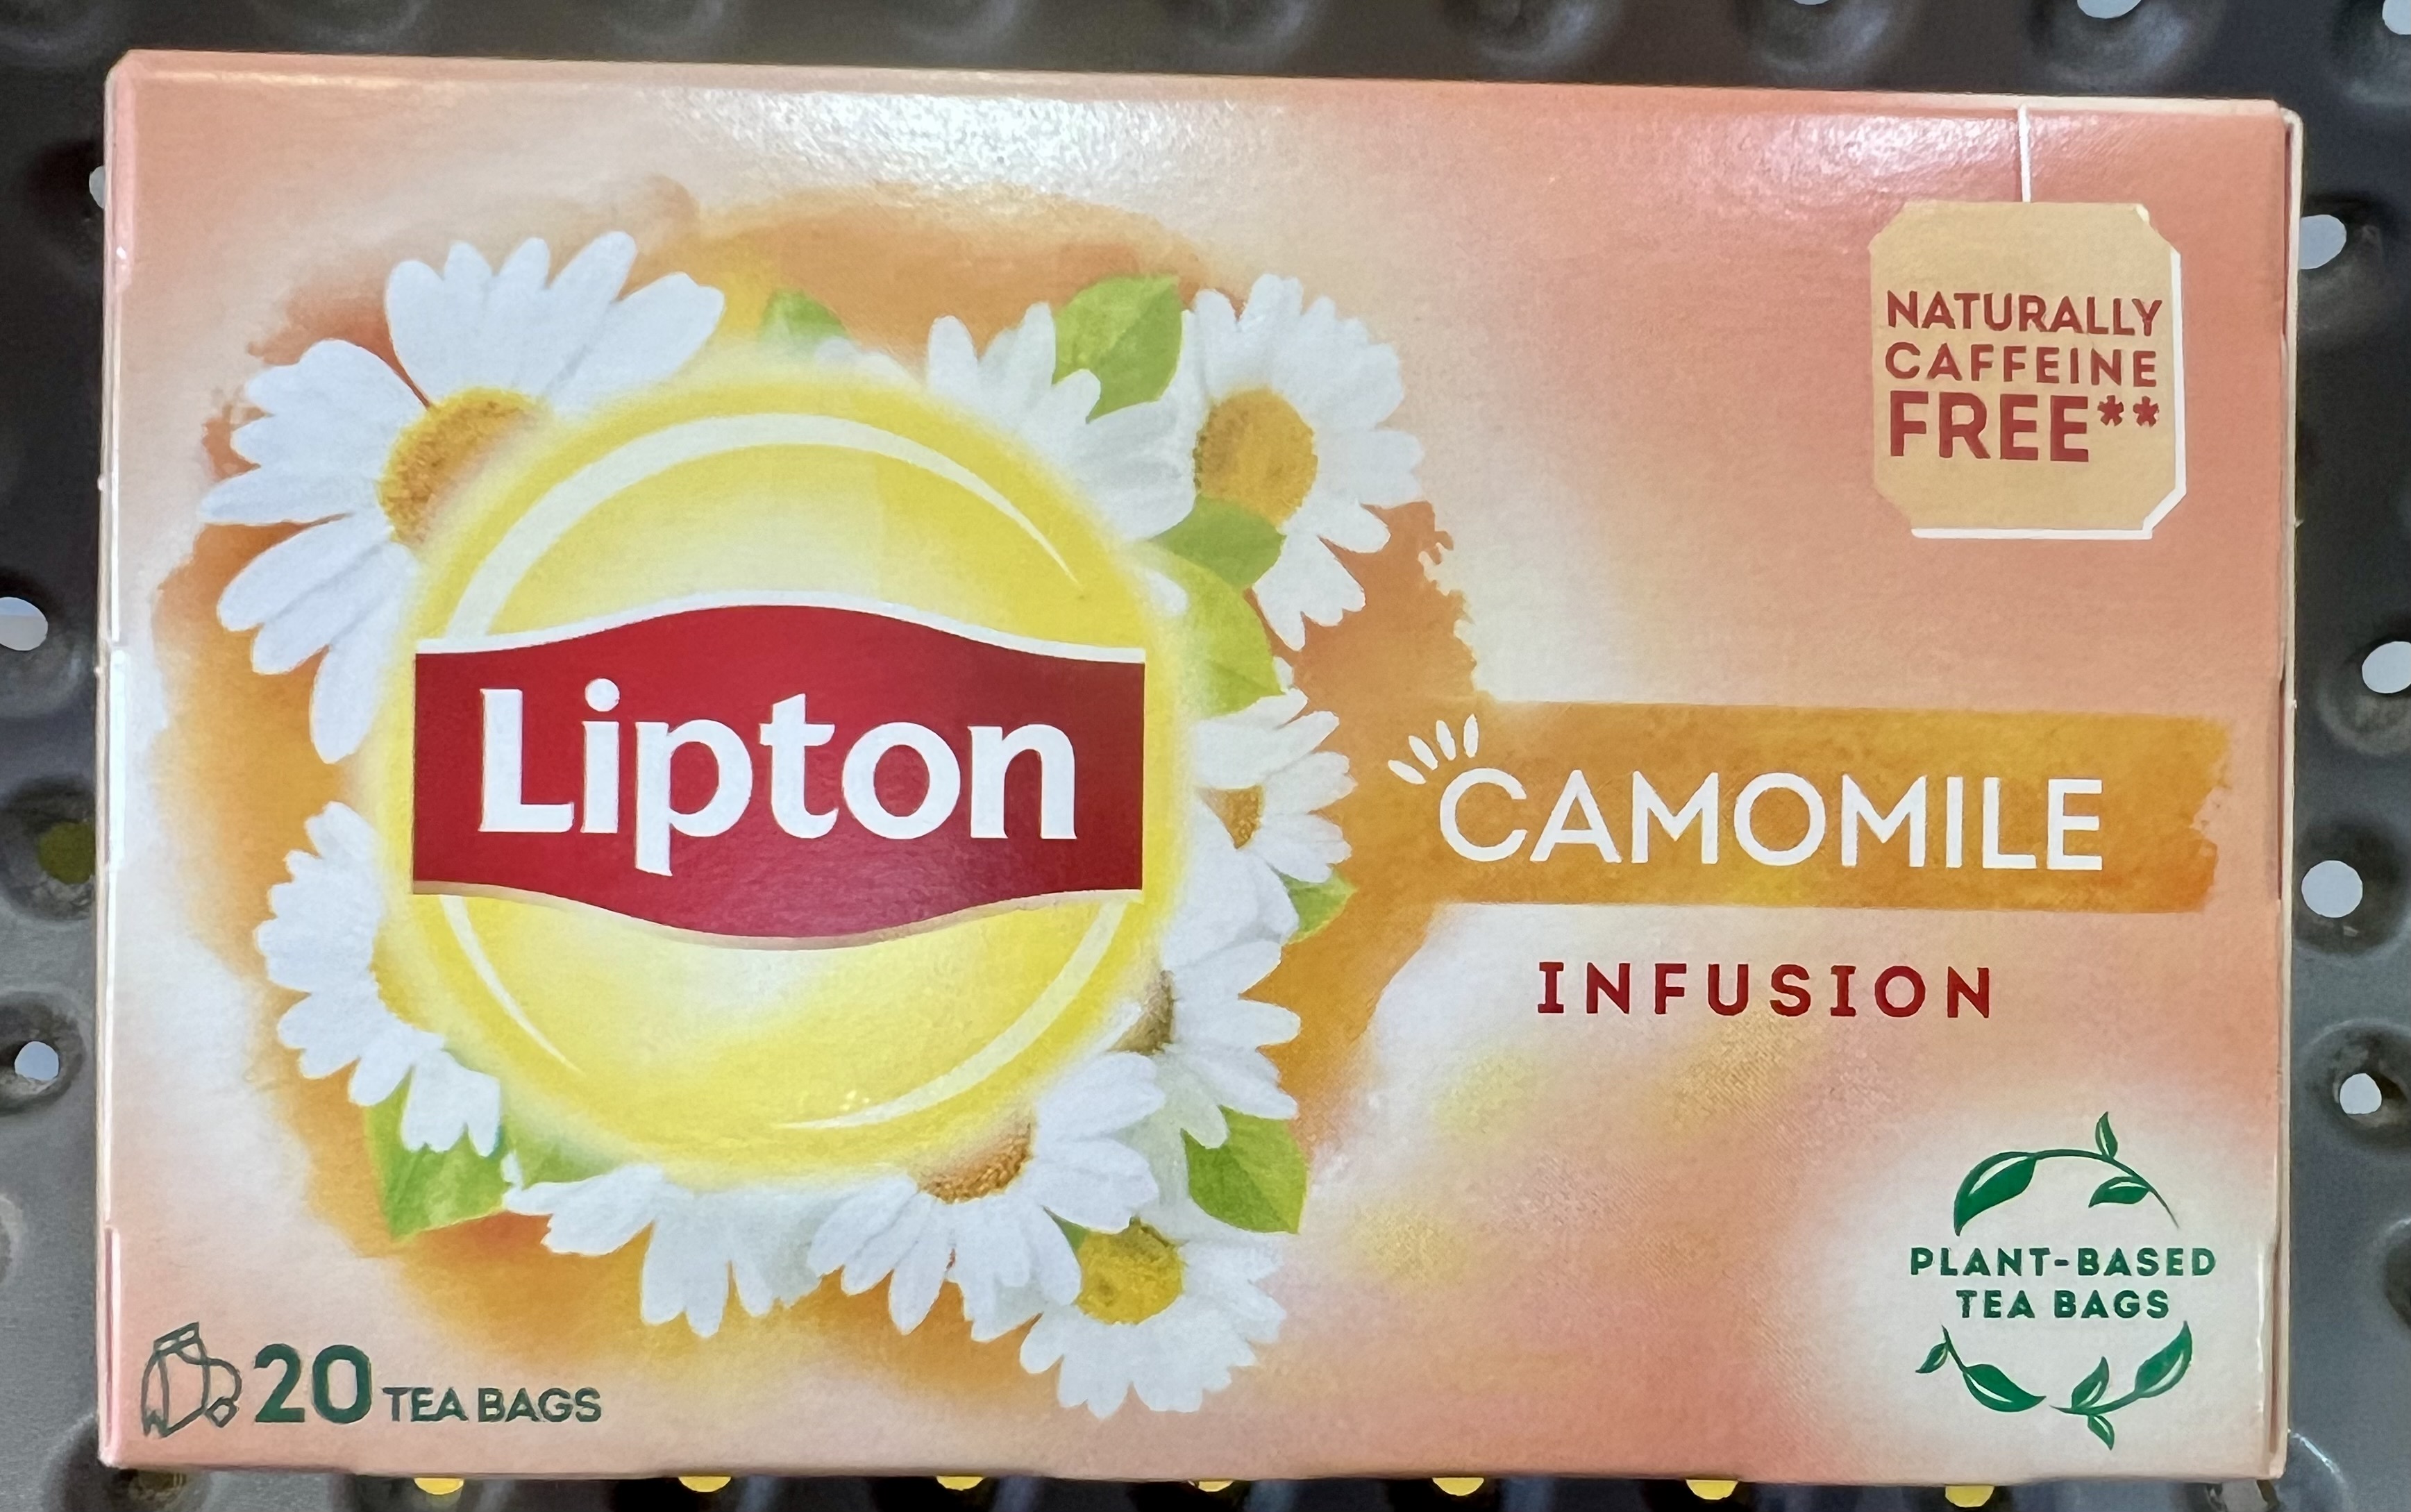 NATURALLY
CAFFEINE
FREE**
Lipton
CAMOMILE
INFUSION
PLANT-BASED
TEA BAGS
20 TEA BAGS